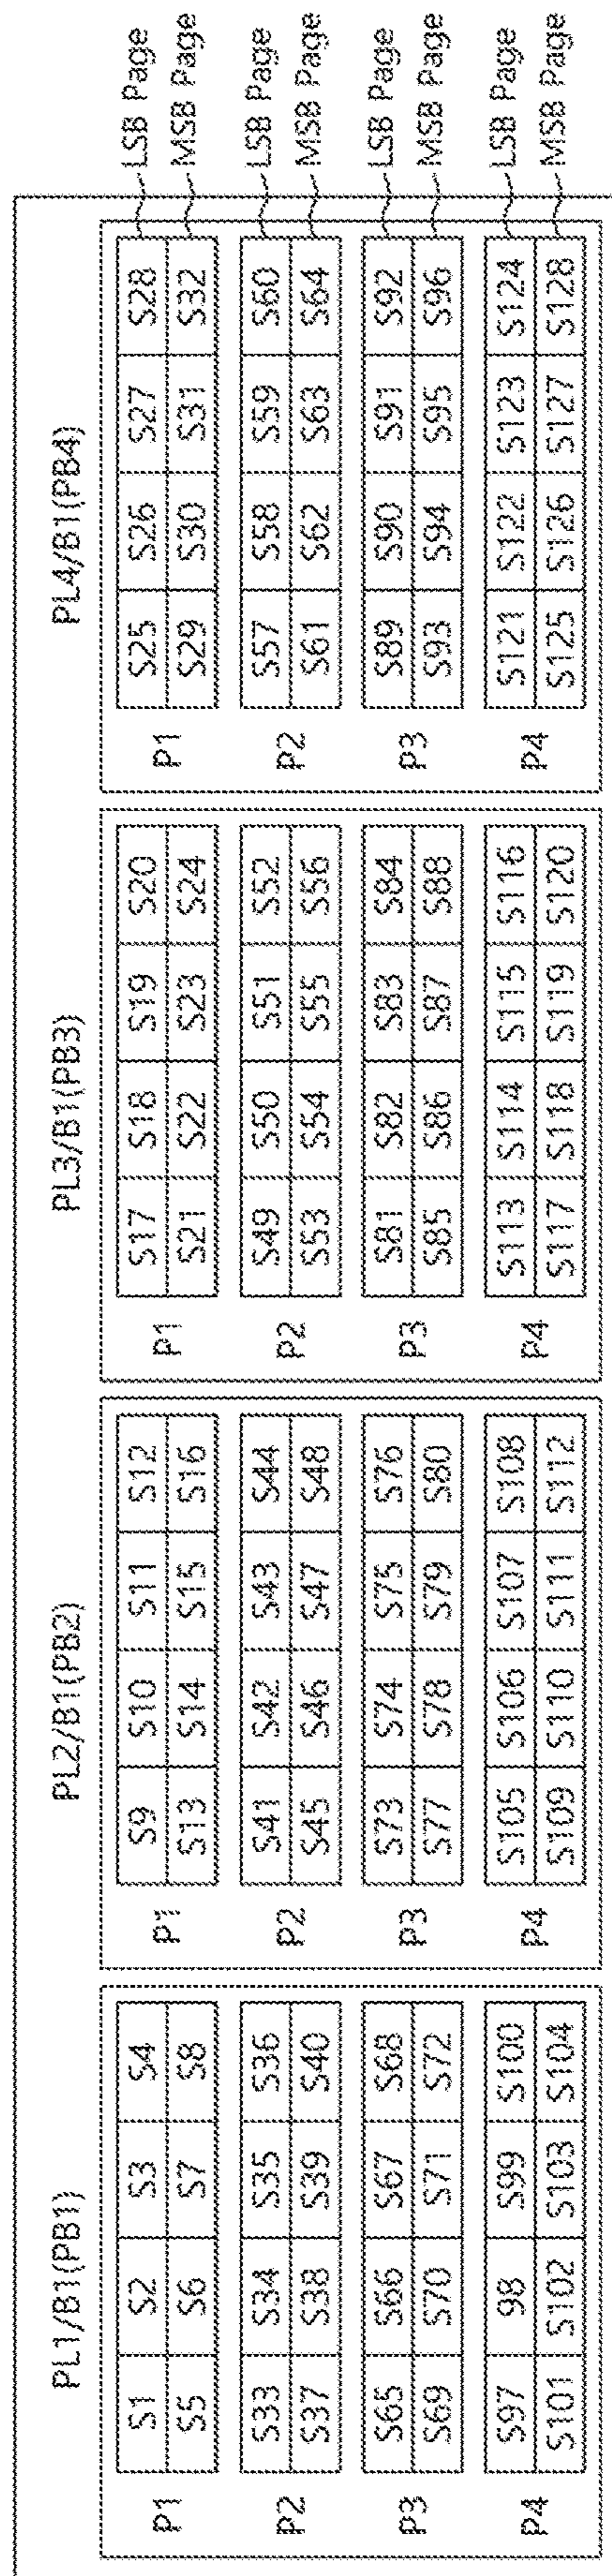 PL1/B1(PB1)
P1
S1 S2 S3 S4
S5 S6 S7 S8
P2
S33 S34 S35 S36
S37 S38 S39 S40
P3
S65 S66 S67 S68
S69 S70 S71 S72
P4
S97 98 S99 S100
S101 S102 S103 S104
PL2/B1(PB2)
P1
S9 S10 S11 S12
S13 S14 S15 S16
P2
S41 S42 S43 S44
S45 S46 S47 S48
P3
S73 S74 S75 S76
S77 S78 S79 S80
P4
S105 S106 S107 S108
S109 S110 S111 S112
PL3/B1(PB3)
P1
S17 S18 S19 S20
S21 S22 S23 S24
P2
S49 S50 S51 S52
S53 S54 S55 S56
P3
S81 S82 S83 S84
S85 S86 S87 S88
P4
S113 S114 S115 S116
S117 S118 S119 S120
PL4/B1(PB4)
P1
S25 S26 S27 S28 LSB Page
S29 S30 S31 S32 MSB Page
P2
S57 S58 S59 S60 LSB Page
S61 S62 S63 S64 MSB Page
P3
S89 S90 S91 S92 LSB Page
S93 S94 S95 S96 MSB Page
P4
S121 S122 S123 S124 LSB Page
S125 S126 S127 S128 MSB Page